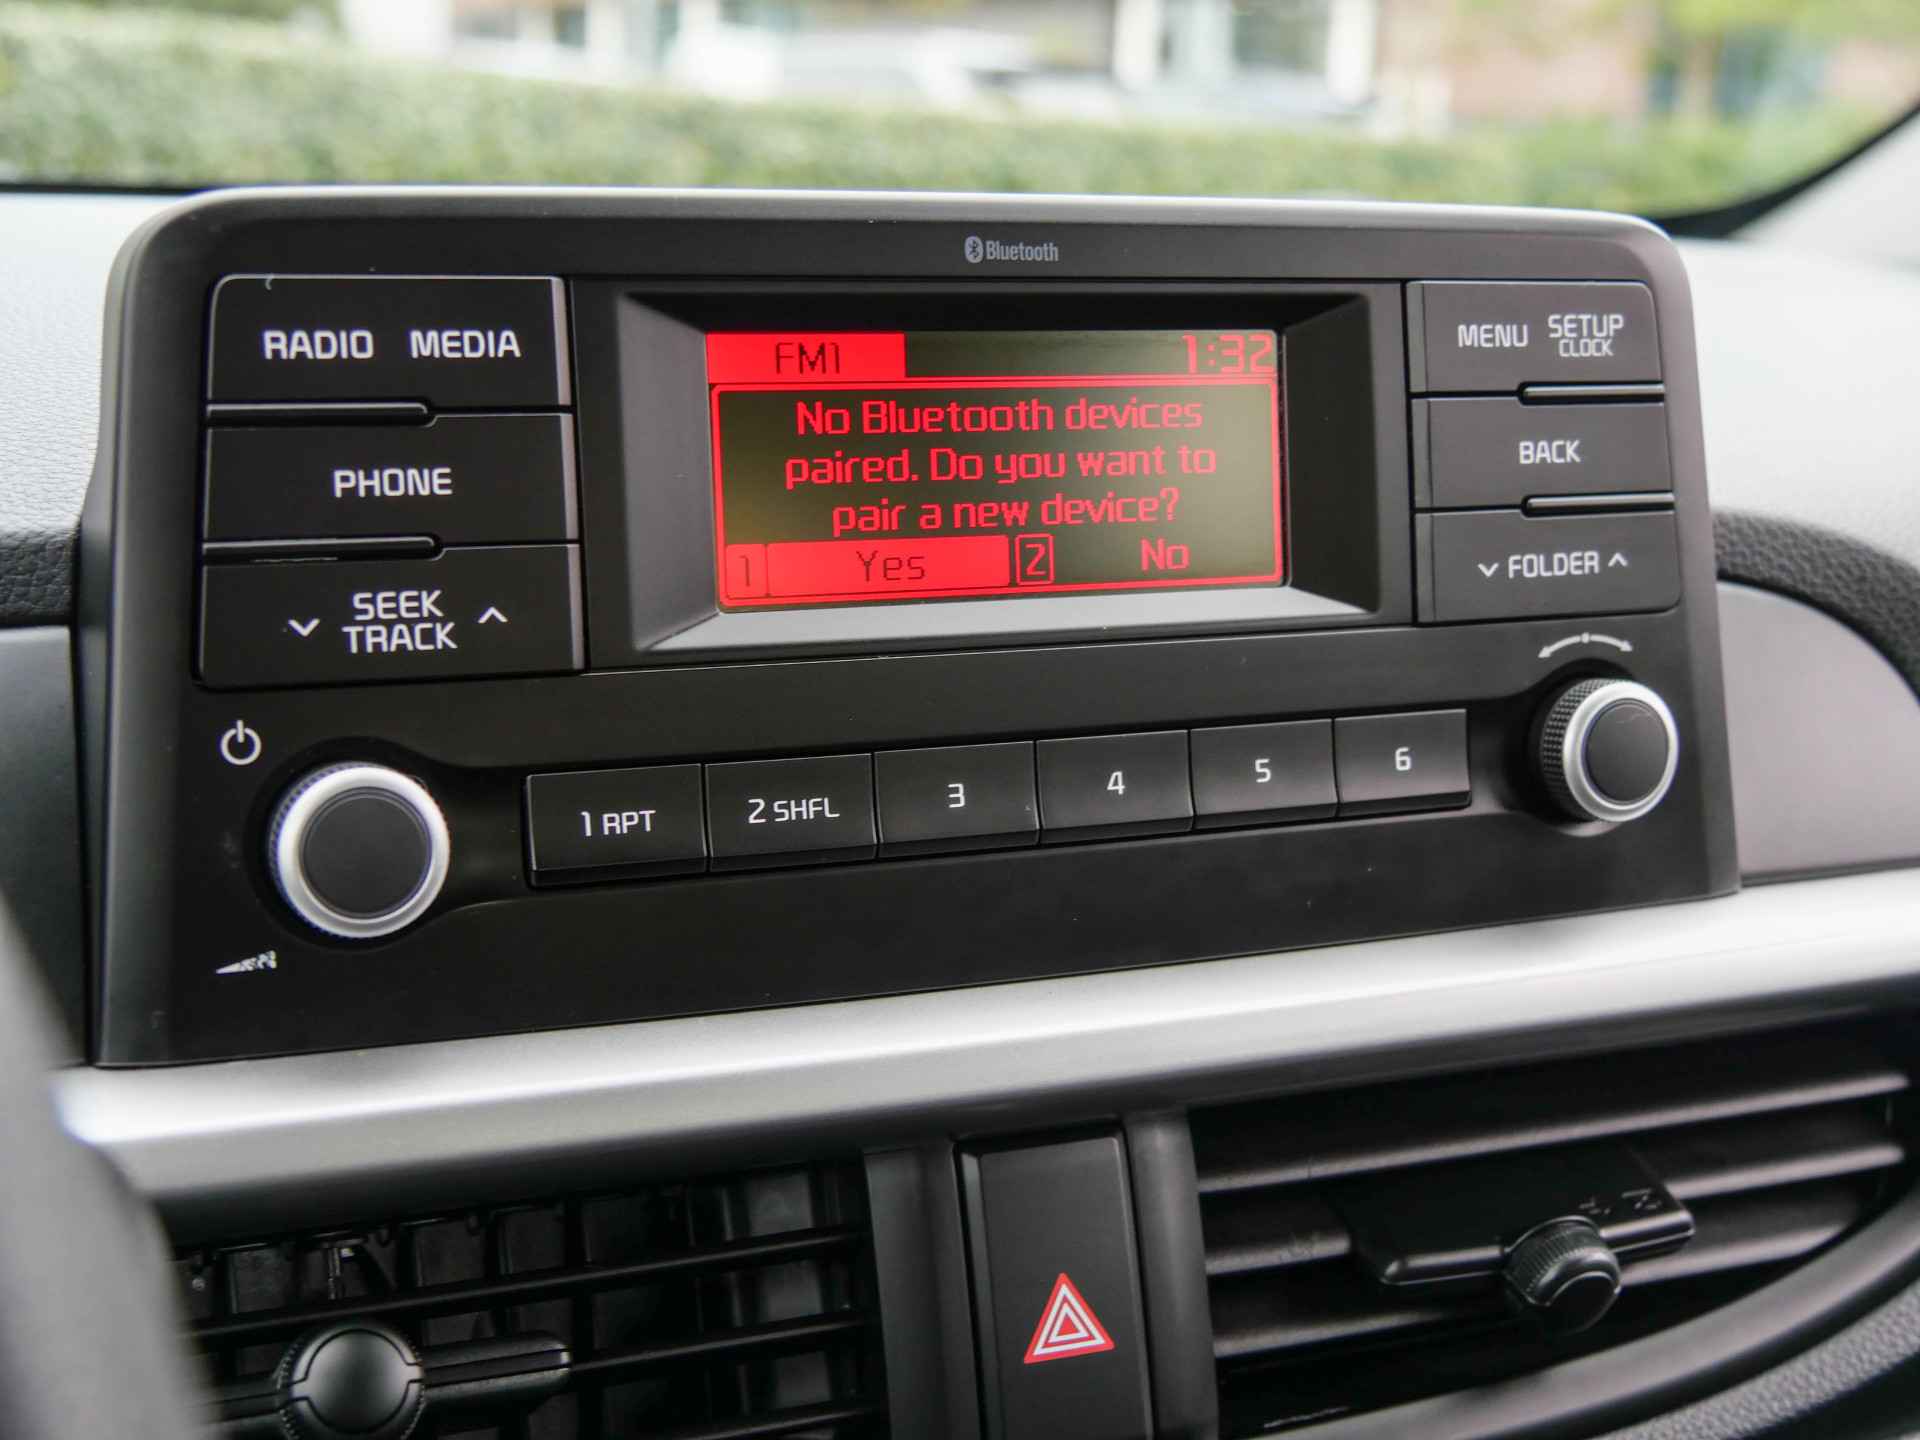 Bluetooth
RADIO MEDIA
PHONE
SEEK
TRACK
FM1 1:32
No Bluetooth devices
paired. Do you want to
pair a new device?
1 Yes 2 No
MENU SETUP
CLOCK
BACK
FOLDER
1 RPT 2 SHFL 3 4 5 6